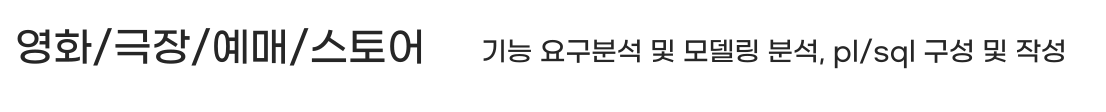 영화/극장/예매/스토어 기능 요구분석 및 모델링 분석, pl/sql 구성 및 작성